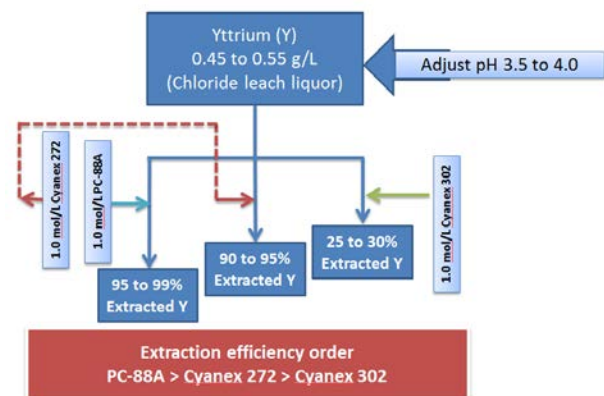 Yttrium (Y)
0.45 to 0.55 g/L
(Chloride leach liquor)
Adjust pH 3.5 to 4.0
1.0 mol/L Cyanex 272
1.0 mol/L PC-88A
1.0 mol/L Cyanex 302
95 to 99%
Extracted Y
90 to 95%
Extracted Y
25 to 30%
Extracted Y
Extraction efficiency order
PC-88A > Cyanex 272 > Cyanex 302